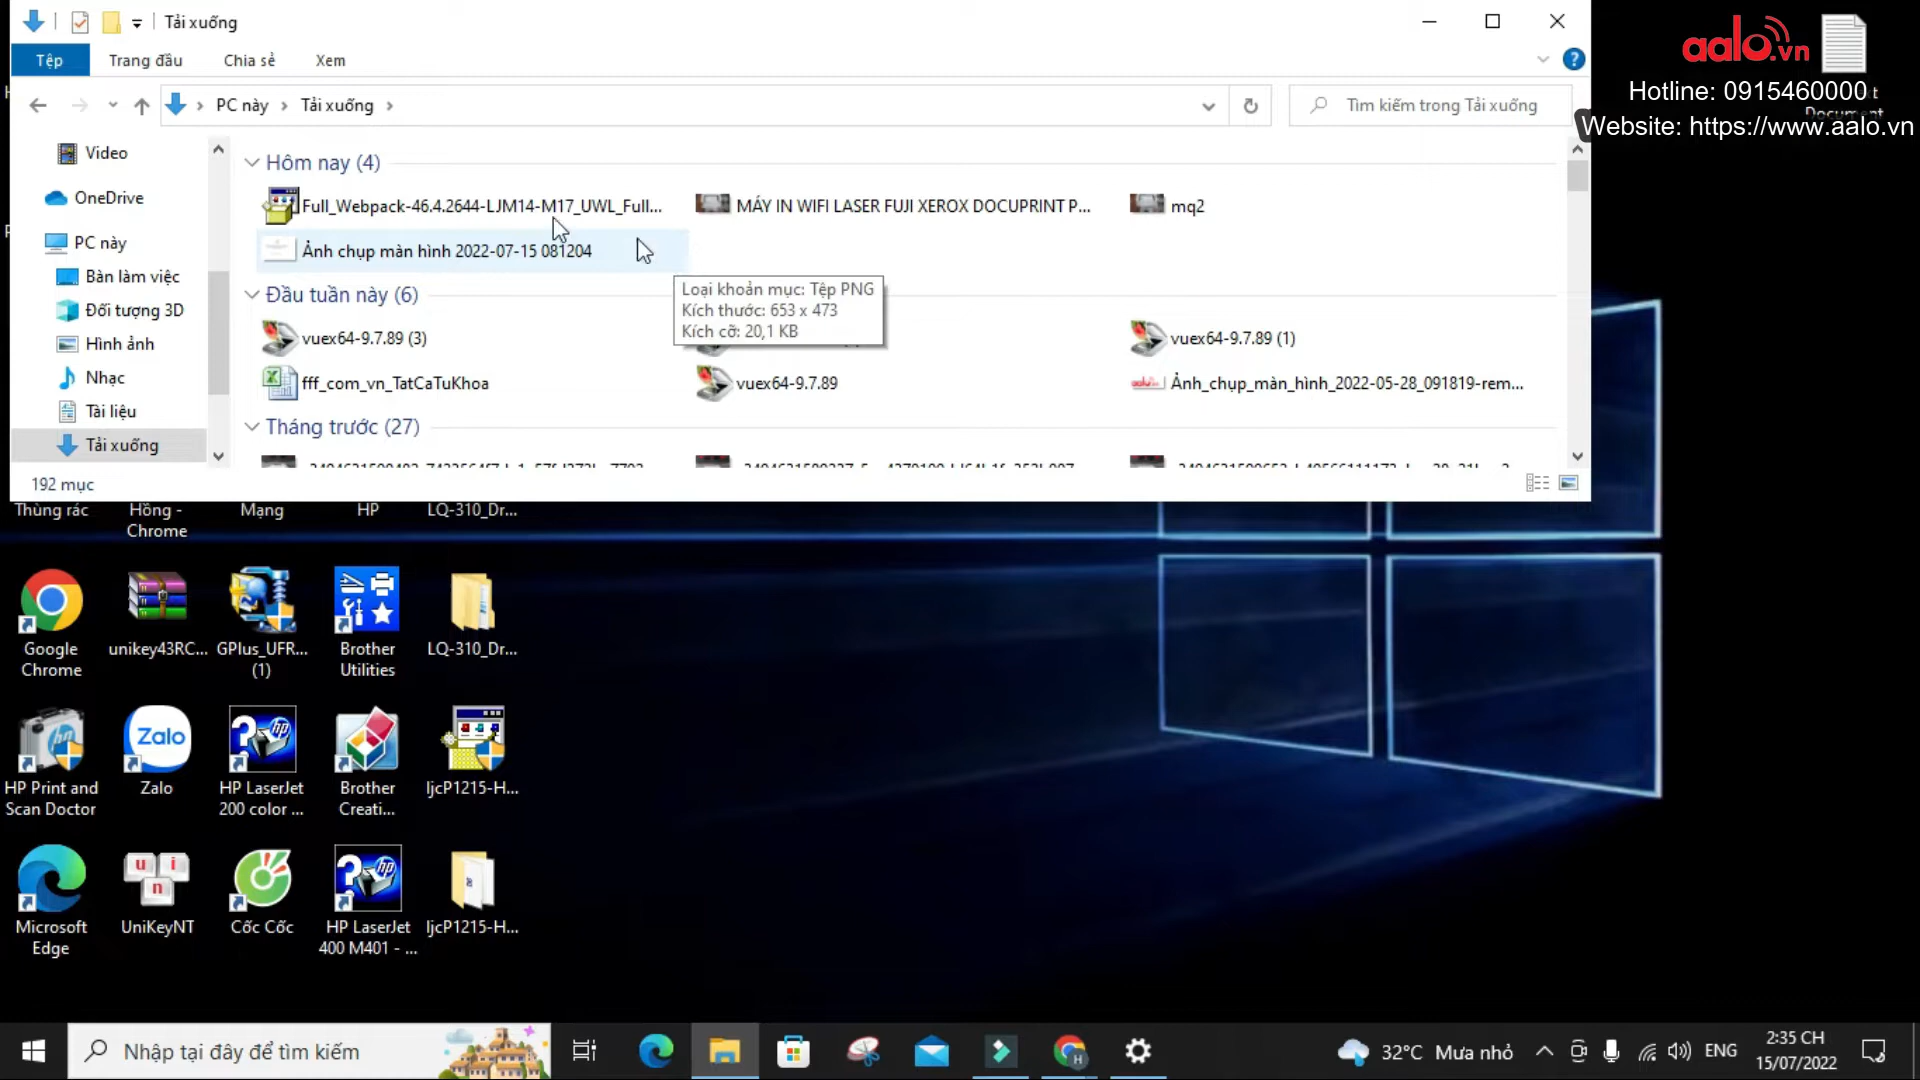 Tải xuống
Tệp
Trang đầu
Chia sẻ
Xem
?
PC này
Tải xuống
Tìm kiếm trong Tải xuống
aalo.vn
Hotline: 0915460000
Document
Website: https://www.aalo.vn
Video
OneDrive
PC này
Bàn làm việc
Đối tượng 3D
Hình ảnh
Nhạc
Tài liệu
Tải xuống
Hôm nay (4)
Full_Webpack-46.4.2644-LJM14-M17_UWL_Full...
MÁY IN WIFI LASER FUJI XEROX DOCUPRINT P...
mq2
Ảnh chụp màn hình 2022-07-15 081204
Loại khoản mục: Tệp PNG
Kích thước: 653 x 473
Kích cỡ: 20,1 KB
Đầu tuần này (6)
vuex64-9.7.89 (3)
vuex64-9.7.89 (1)
fff_com_vn_TatCaTuKhoa
vuex64-9.7.89
Ảnh_chụp_màn_hình_2022-05-28_091819-rem...
Tháng trước (27)
192 mục
Thùng rác
Hồng -
Chrome
Mạng
HP
LQ-310_Dr...
Google
Chrome
unikey43RC...
GPlus_UFR...
(1)
Brother
Utilities
LQ-310_Dr...
HP Print and
Scan Doctor
Zalo
Zalo
HP LaserJet
200 color ...
Brother
Creati...
ljcP1215-H...
Microsoft
Edge
UniKeyNT
Cốc Cốc
HP LaserJet
400 M401 - ...
ljcP1215-H...
Nhập tại đây để tìm kiếm
32°C Mưa nhỏ
ENG
2:35 CH
15/07/2022